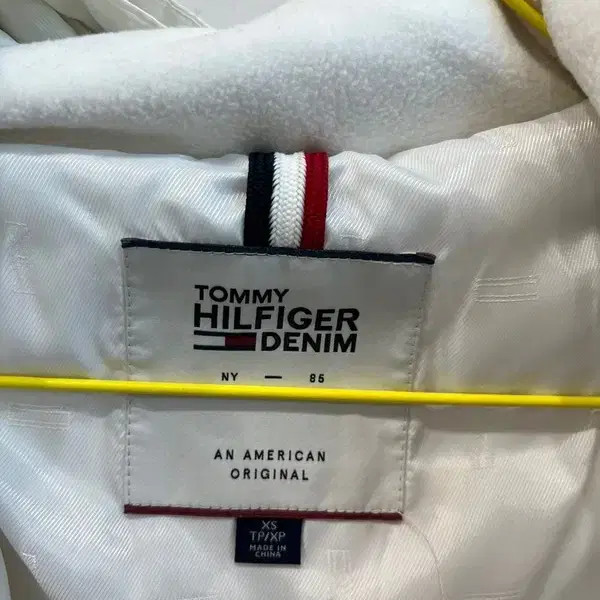 TOMMY
HILFIGER
DENIM
NY — 85
AN AMERICAN
ORIGINAL
XS
TP/XP
MADE IN
CHINA